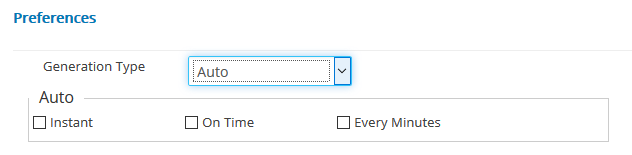 Preferences
Generation Type Auto
Auto
Instant On Time Every Minutes